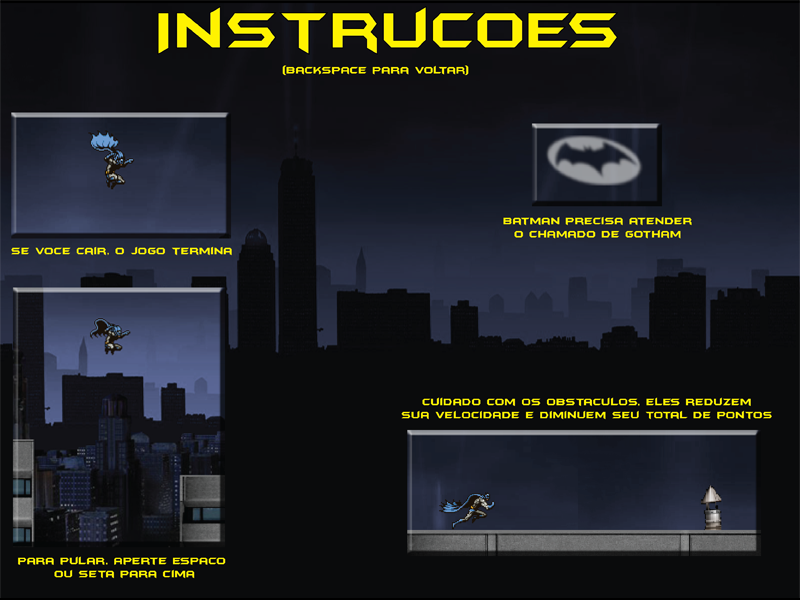 INSTRUCOES
(BACKSPACE PARA VOLTAR)
SE VOCE CAIR, O JOGO TERMINA
BATMAN PRECISA ATENDER
O CHAMADO DE GOTHAM
CUIDADO COM OS OBSTACULOS. ELES REDUZEM
SUA VELOCIDADE E DIMINUEM SEU TOTAL DE PONTOS
PARA PULAR, APERTE ESPACO
OU SETA PARA CIMA